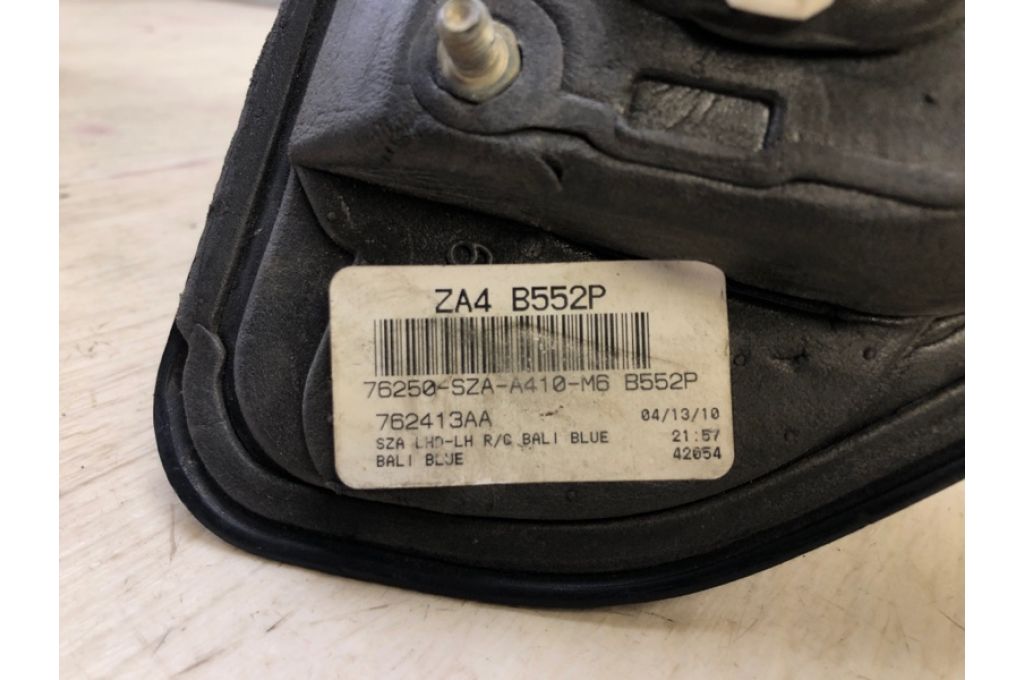 9
ZA4 B552P
76250-SZA-A410-M6 B552P
762413AA 04/13/10
SZA LHD-LH R/C BALI BLUE 21:57
BALI BLUE 42054